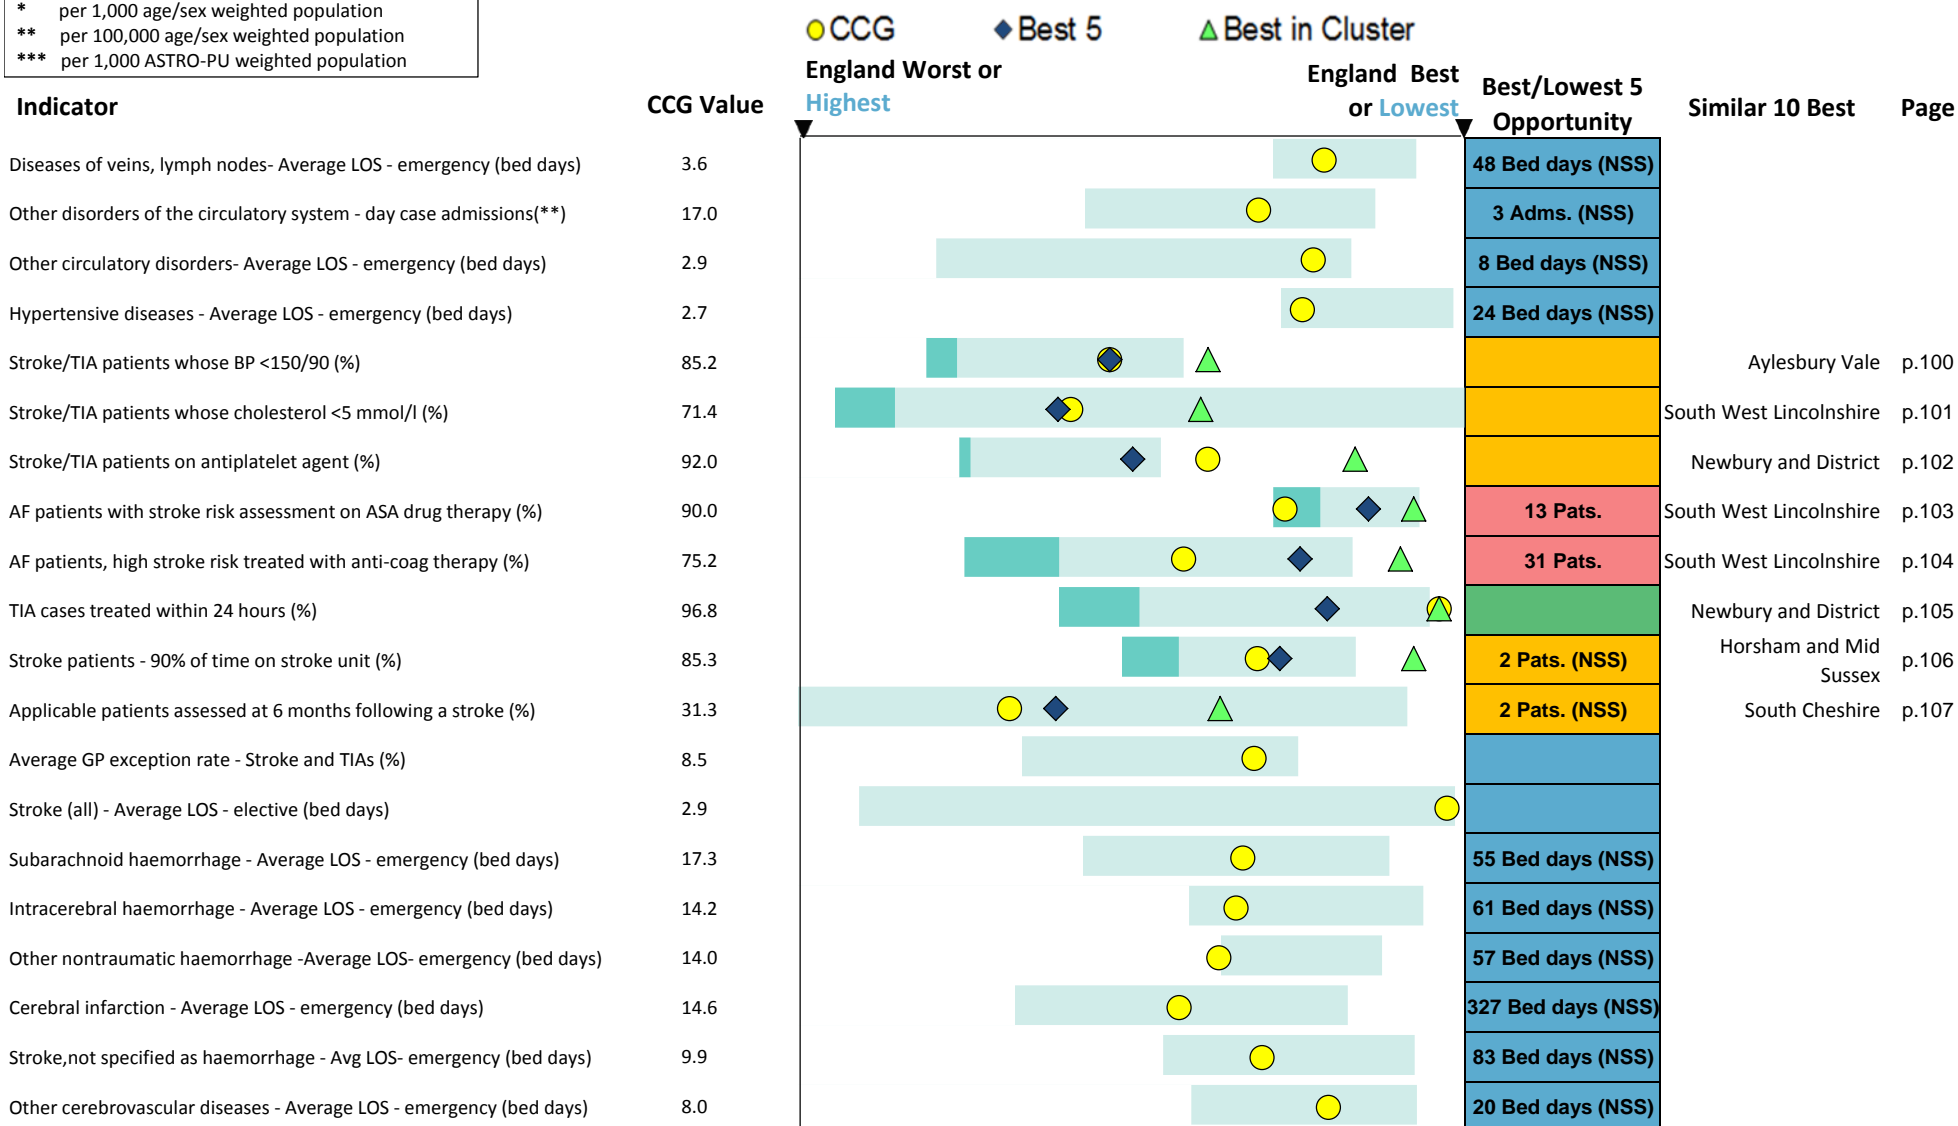 * per 1,000 age/sex weighted population
** per 100,000 age/sex weighted population
*** per 1,000 ASTRO-PU weighted population
CCG Best 5 Best in Cluster
England Worst or Highest
England Best or Lowest
Indicator CCG Value Best/Lowest 5 Opportunity Similar 10 Best Page
Diseases of veins, lymph nodes- Average LOS - emergency (bed days) 3.6 48 Bed days (NSS)
Other disorders of the circulatory system - day case admissions(**) 17.0 3 Adms. (NSS)
Other circulatory disorders- Average LOS - emergency (bed days) 2.9 8 Bed days (NSS)
Hypertensive diseases - Average LOS - emergency (bed days) 2.7 24 Bed days (NSS)
Stroke/TIA patients whose BP <150/90 (%) 85.2 Aylesbury Vale p.100
Stroke/TIA patients whose cholesterol <5 mmol/l (%) 71.4 South West Lincolnshire p.101
Stroke/TIA patients on antiplatelet agent (%) 92.0 Newbury and District p.102
AF patients with stroke risk assessment on ASA drug therapy (%) 90.0 13 Pats. South West Lincolnshire p.103
AF patients, high stroke risk treated with anti-coag therapy (%) 75.2 31 Pats. South West Lincolnshire p.104
TIA cases treated within 24 hours (%) 96.8 Newbury and District p.105
Stroke patients - 90% of time on stroke unit (%) 85.3 2 Pats. (NSS) Horsham and Mid Sussex p.106
Applicable patients assessed at 6 months following a stroke (%) 31.3 2 Pats. (NSS) South Cheshire p.107
Average GP exception rate - Stroke and TIAs (%) 8.5
Stroke (all) - Average LOS - elective (bed days) 2.9
Subarachnoid haemorrhage - Average LOS - emergency (bed days) 17.3 55 Bed days (NSS)
Intracerebral haemorrhage - Average LOS - emergency (bed days) 14.2 61 Bed days (NSS)
Other nontraumatic haemorrhage -Average LOS- emergency (bed days) 14.0 57 Bed days (NSS)
Cerebral infarction - Average LOS - emergency (bed days) 14.6 327 Bed days (NSS)
Stroke,not specified as haemorrhage - Avg LOS- emergency (bed days) 9.9 83 Bed days (NSS)
Other cerebrovascular diseases - Average LOS - emergency (bed days) 8.0 20 Bed days (NSS)